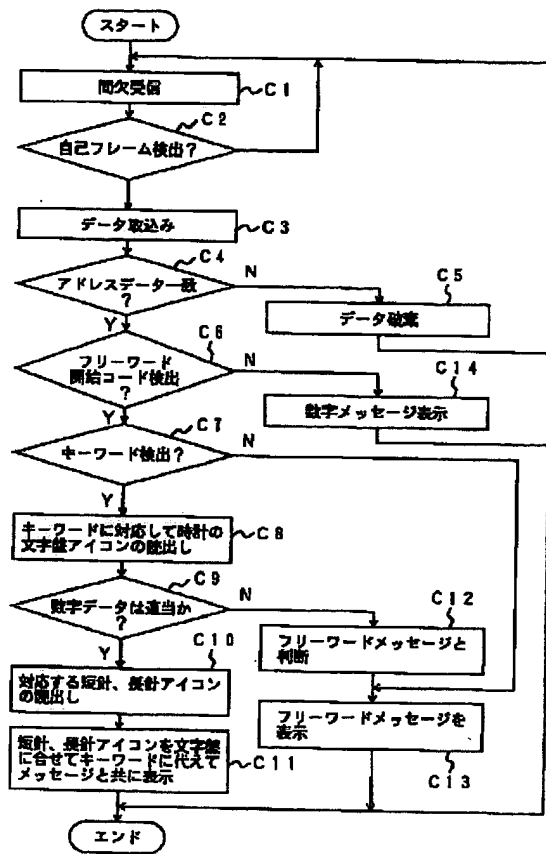 スタート
間欠受信
C1
C2
自己フレーム検出?
データ取込み
C3
C4
アドレスデータ一致
?
N
Y
C5
データ破棄
C6
フリーワード
開始コード検出
?
N
Y
C14
数字メッセージ表示
C7
キーワード検出?
N
Y
キーワードに対応して時計の
文字盤アイコンの読出し
C8
C9
数字データは適当か
?
N
Y
C12
フリーワードメッセージと
判断
C10
対応する短針、長針アイコン
の読出し
フリーワードメッセージを
表示
C13
短針、長針アイコンを文字盤
に合せてキーワードに代えて
メッセージと共に表示
C11
エンド